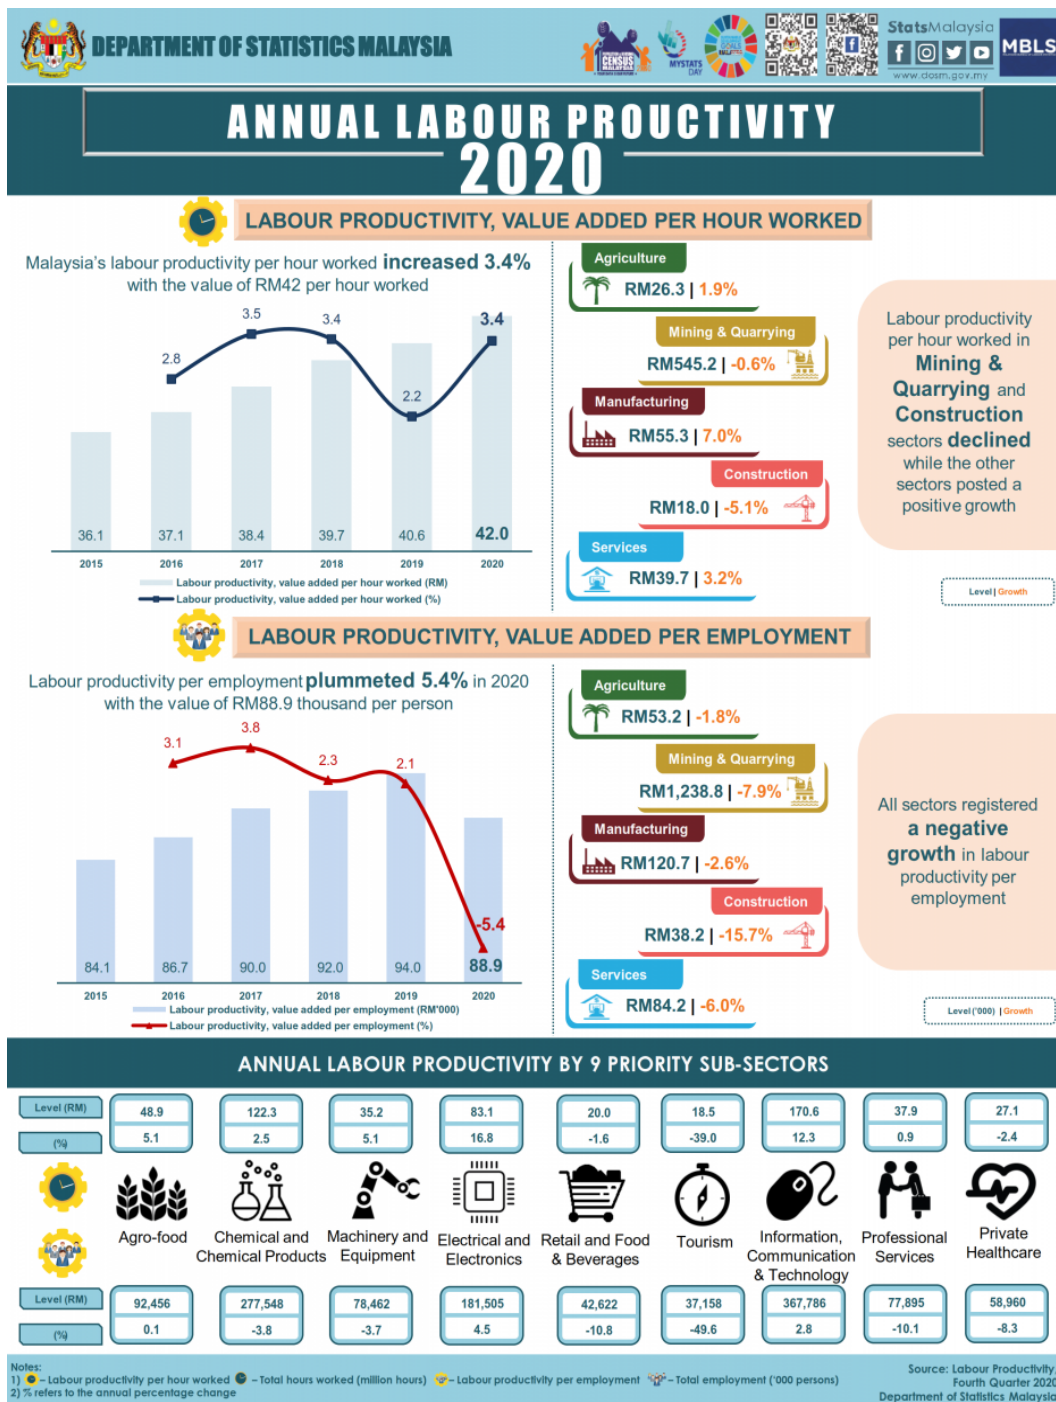 DEPARTMENT OF STATISTICS MALAYSIA
CENSUS
MALAYSIA
MYSTATS
DAY
StatsMalaysia
MBLS
www.dosm.gov.my
ANNUAL LABOUR PROUCTIVITY
2020
LABOUR PRODUCTIVITY, VALUE ADDED PER HOUR WORKED
Malaysia's labour productivity per hour worked increased 3.4%
with the value of RM42 per hour worked
2.8
3.5
3.4
2.2
3.4
36.1 37.1 38.4 39.7 40.6 42.0
2015 2016 2017 2018 2019 2020
Labour productivity, value added per hour worked (RM)
Labour productivity, value added per hour worked (%)
Agriculture
RM26.3 | 1.9%
Mining & Quarrying
RM545.2 | -0.6%
Manufacturing
RM55.3 | 7.0%
Construction
RM18.0 | -5.1%
Services
RM39.7 | 3.2%
Labour productivity
per hour worked in
Mining &
Quarrying and
Construction
sectors declined
while the other
sectors posted a
positive growth
Level | Growth
LABOUR PRODUCTIVITY, VALUE ADDED PER EMPLOYMENT
Labour productivity per employment plummeted 5.4% in 2020
with the value of RM88.9 thousand per person
3.1
3.8
2.3
2.1
-5.4
84.1 86.7 90.0 92.0 94.0 88.9
2015 2016 2017 2018 2019 2020
Labour productivity, value added per employment (RM'000)
Labour productivity, value added per employment (%)
Agriculture
RM53.2 | -1.8%
Mining & Quarrying
RM1,238.8 | -7.9%
Manufacturing
RM120.7 | -2.6%
Construction
RM38.2 | -15.7%
Services
RM84.2 | -6.0%
All sectors registered
a negative
growth in labour
productivity per
employment
Level ('000) | Growth
ANNUAL LABOUR PRODUCTIVITY BY 9 PRIORITY SUB-SECTORS
Level (RM) 48.9 122.3 35.2 83.1 20.0 18.5 170.6 37.9 27.1
(%) 5.1 2.5 5.1 16.8 -1.6 -39.0 12.3 0.9 -2.4
Agro-food
Chemical and
Chemical Products
Machinery and
Equipment
Electrical and
Electronics
Retail and Food
& Beverages
Tourism
Information,
Communication
& Technology
Professional
Services
Private
Healthcare
Level (RM) 92,456 277,548 78,462 181,505 42,622 37,158 367,786 77,895 58,960
(%) 0.1 -3.8 -3.7 4.5 -10.8 -49.6 2.8 -10.1 -8.3
Notes:
1) – Labour productivity per hour worked – Total hours worked (million hours) – Labour productivity per employment – Total employment ('000 persons)
2) % refers to the annual percentage change
Source: Labour Productivity,
Fourth Quarter 2020
Department of Statistics Malaysia